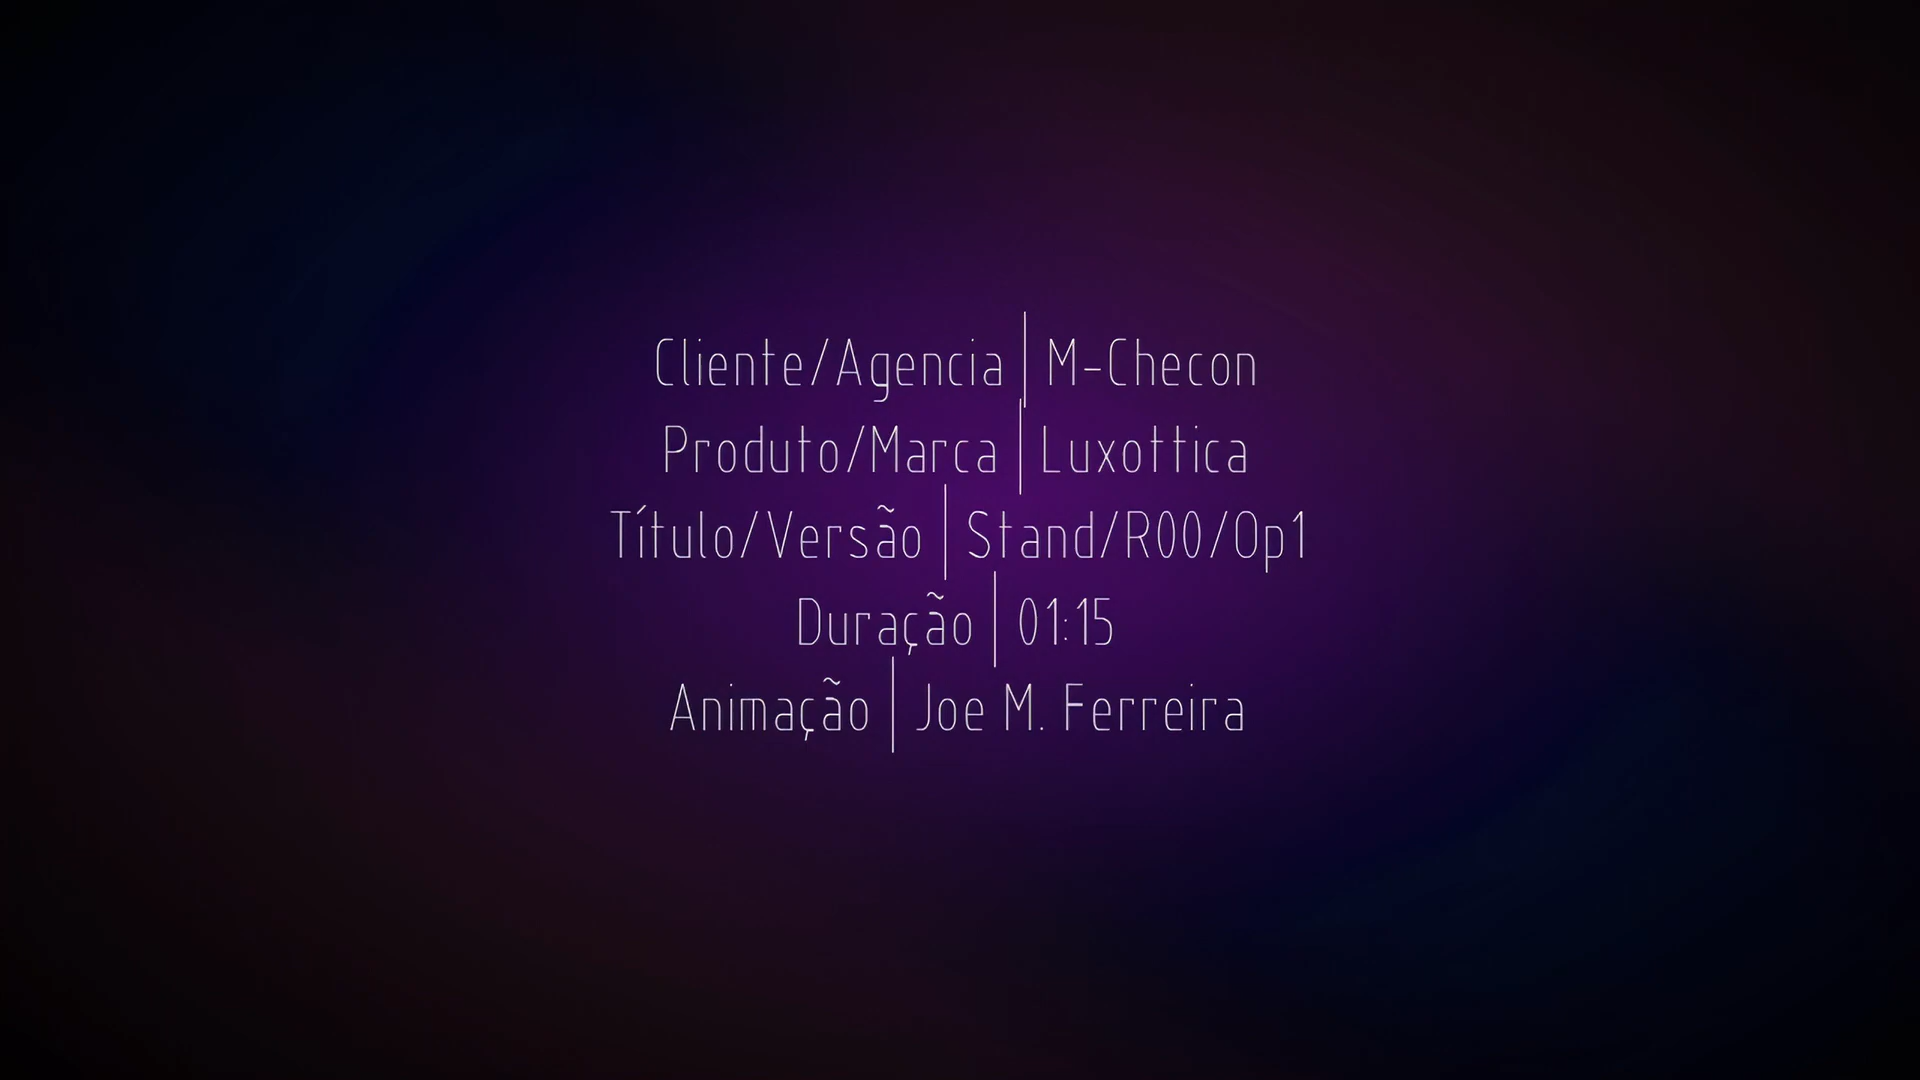 Cliente/Agencia | M-Checon
Produto/Marca | Luxottica
Título/Versão | Stand/R00/Op1
Duração | 01:15
Animação | Joe M. Ferreira